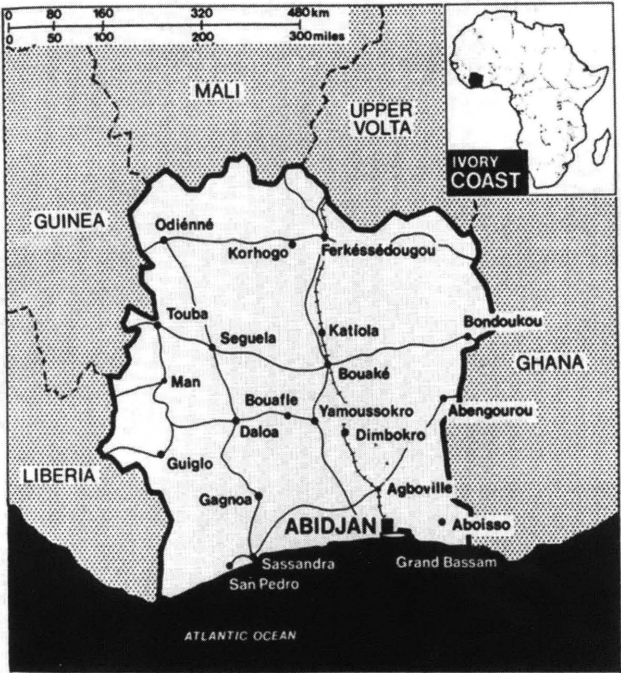 0 80 160 320 480 km
0 50 100 200 300 miles
MALI
UPPER
VOLTA
IVORY
COAST
GUINEA
Odiénné
Korhogo
Ferkéssédougou
Touba
Seguela
Katiola
Bondoukou
GHANA
Man
Bouaké
Bouafle
Yamoussokro
Abengourou
Daloa
Dimbokro
LIBERIA
Guiglo
Gagnoa
Agboville
ABIDJAN
Aboisso
Sassandra
Grand Bassam
San Pedro
ATLANTIC OCEAN